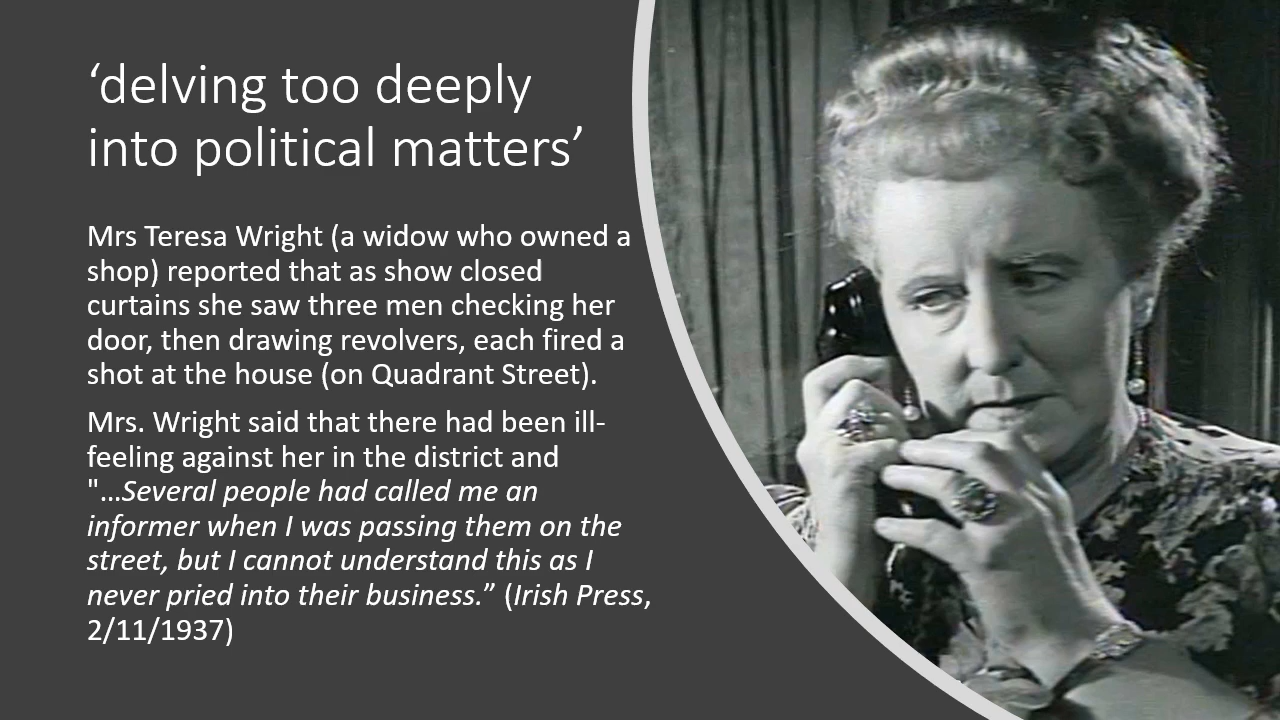 ‘delving too deeply
into political matters’
Mrs Teresa Wright (a widow who owned a
shop) reported that as show closed
curtains she saw three men checking her
door, then drawing revolvers, each fired a
shot at the house (on Quadrant Street).
Mrs. Wright said that there had been ill-
feeling against her in the district and
"…Several people had called me an
informer when I was passing them on the
street, but I cannot understand this as I
never pried into their business.” (Irish Press,
2/11/1937)